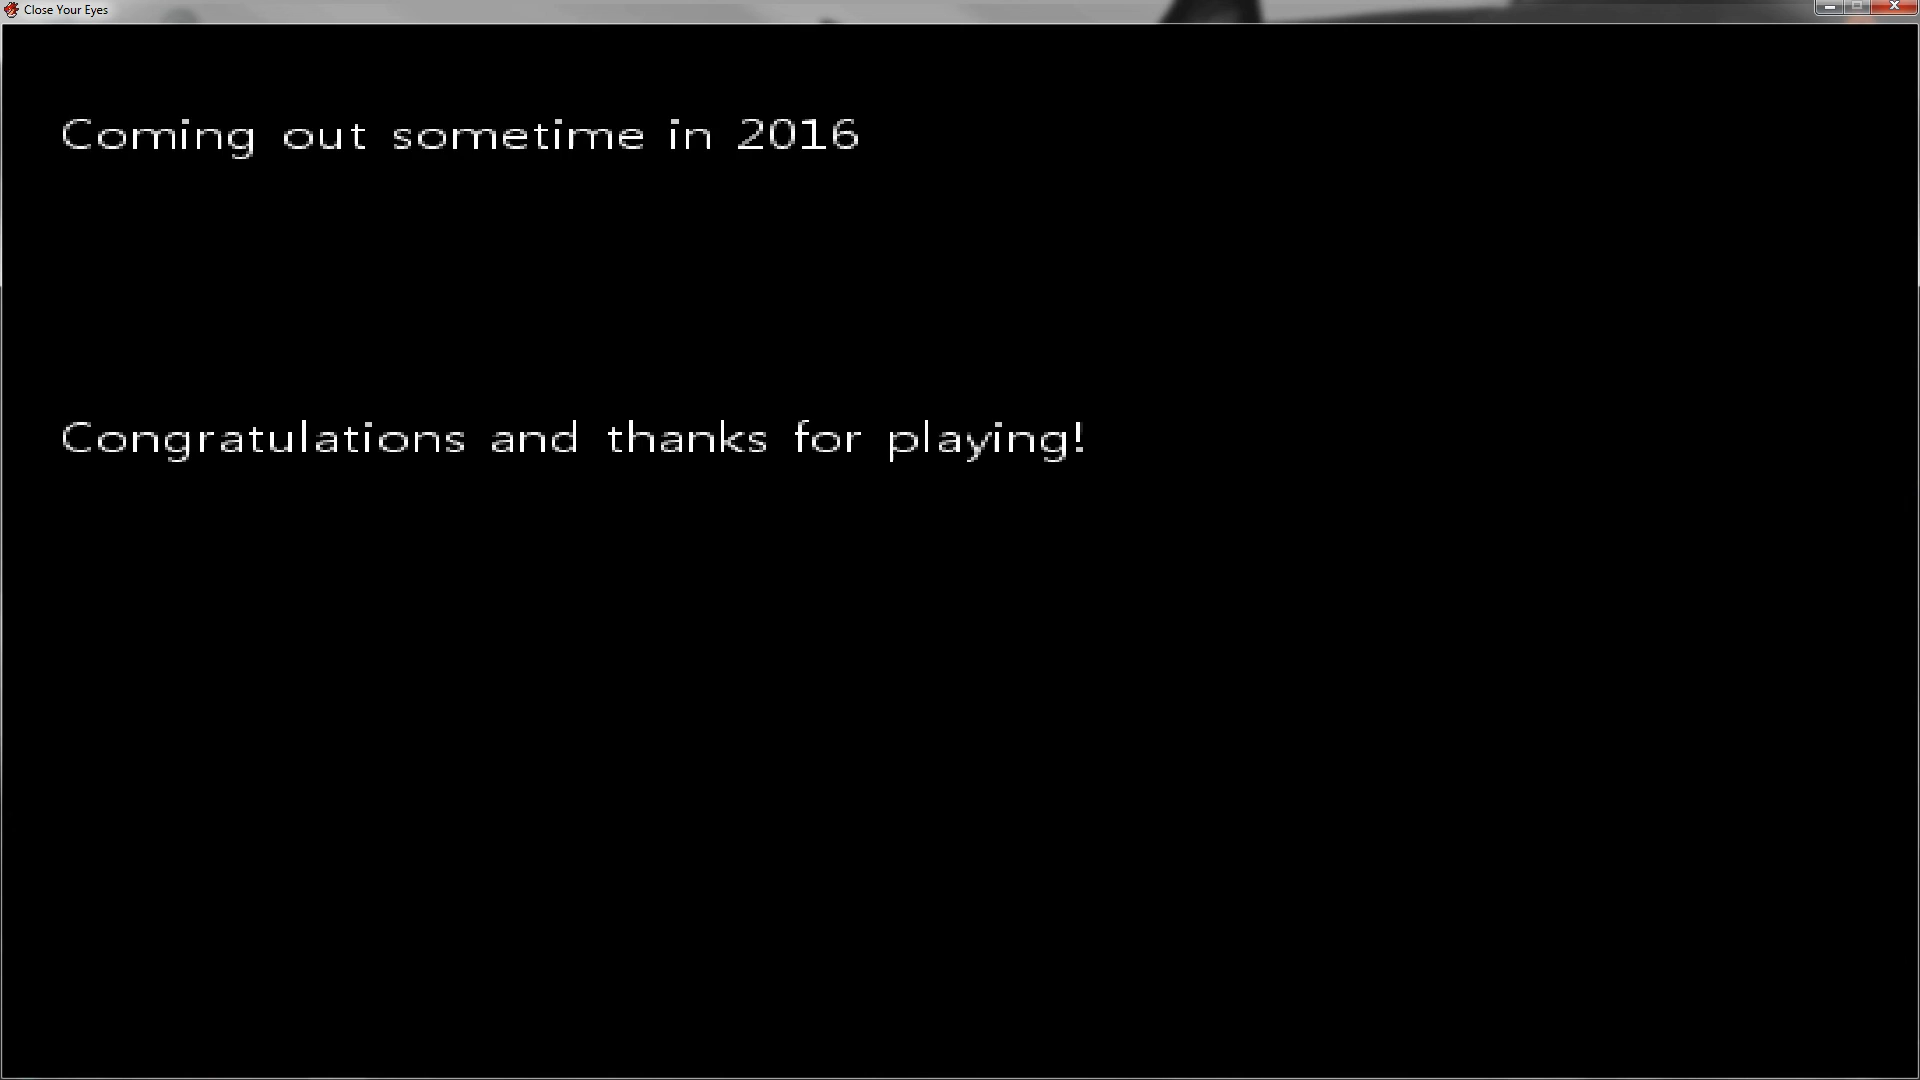 Close Your Eyes
Coming out sometime in 2016
Congratulations and thanks for playing!